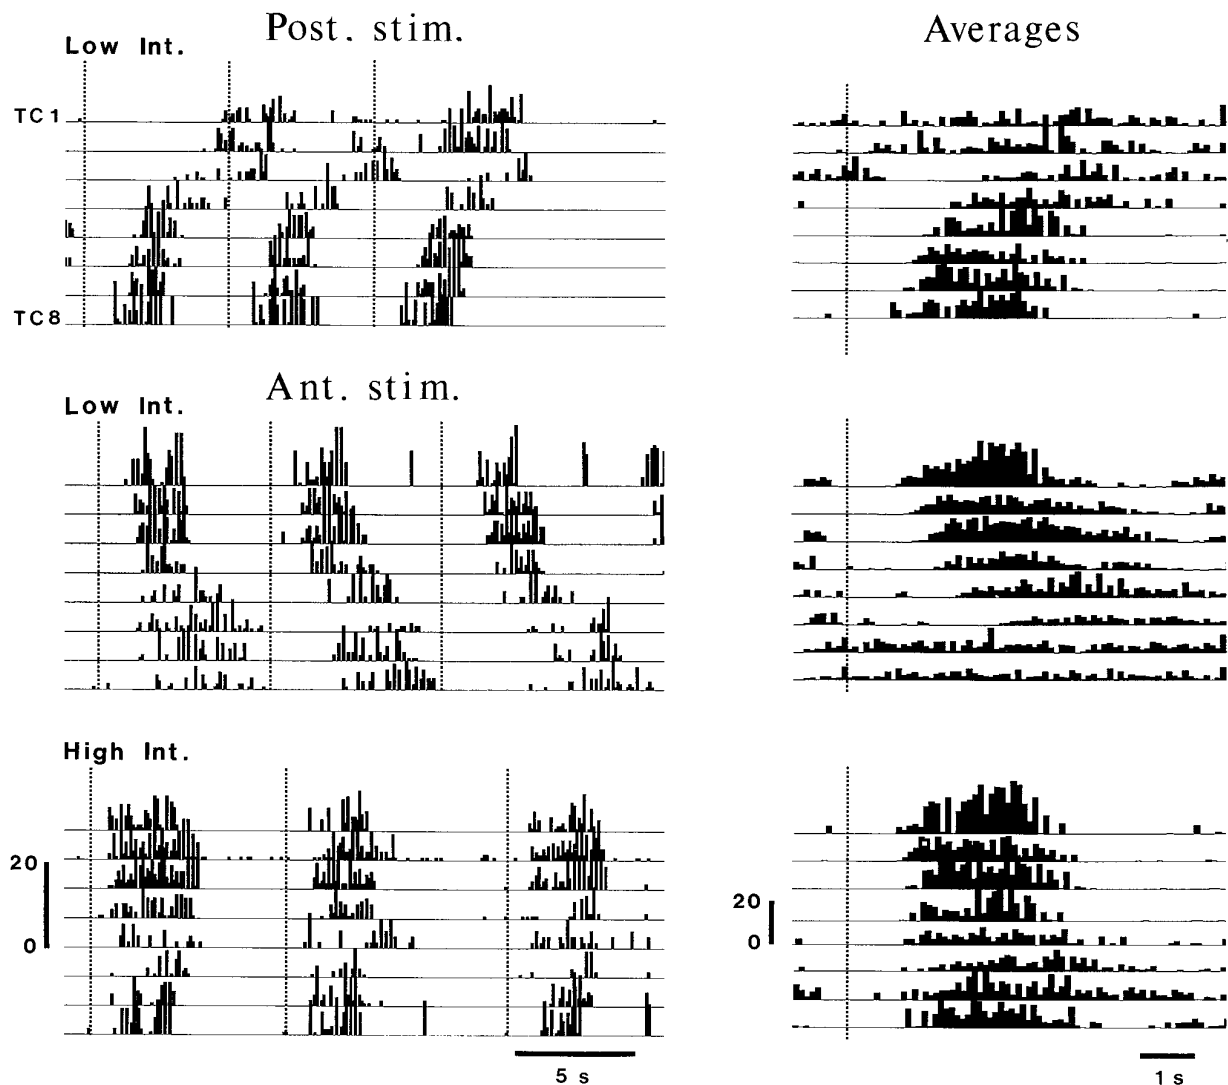 Post. stim.
Averages
Low Int.
TC1
TC8
Ant. stim.
Low Int.
High Int.
20
0
20
0
5 s
1 s